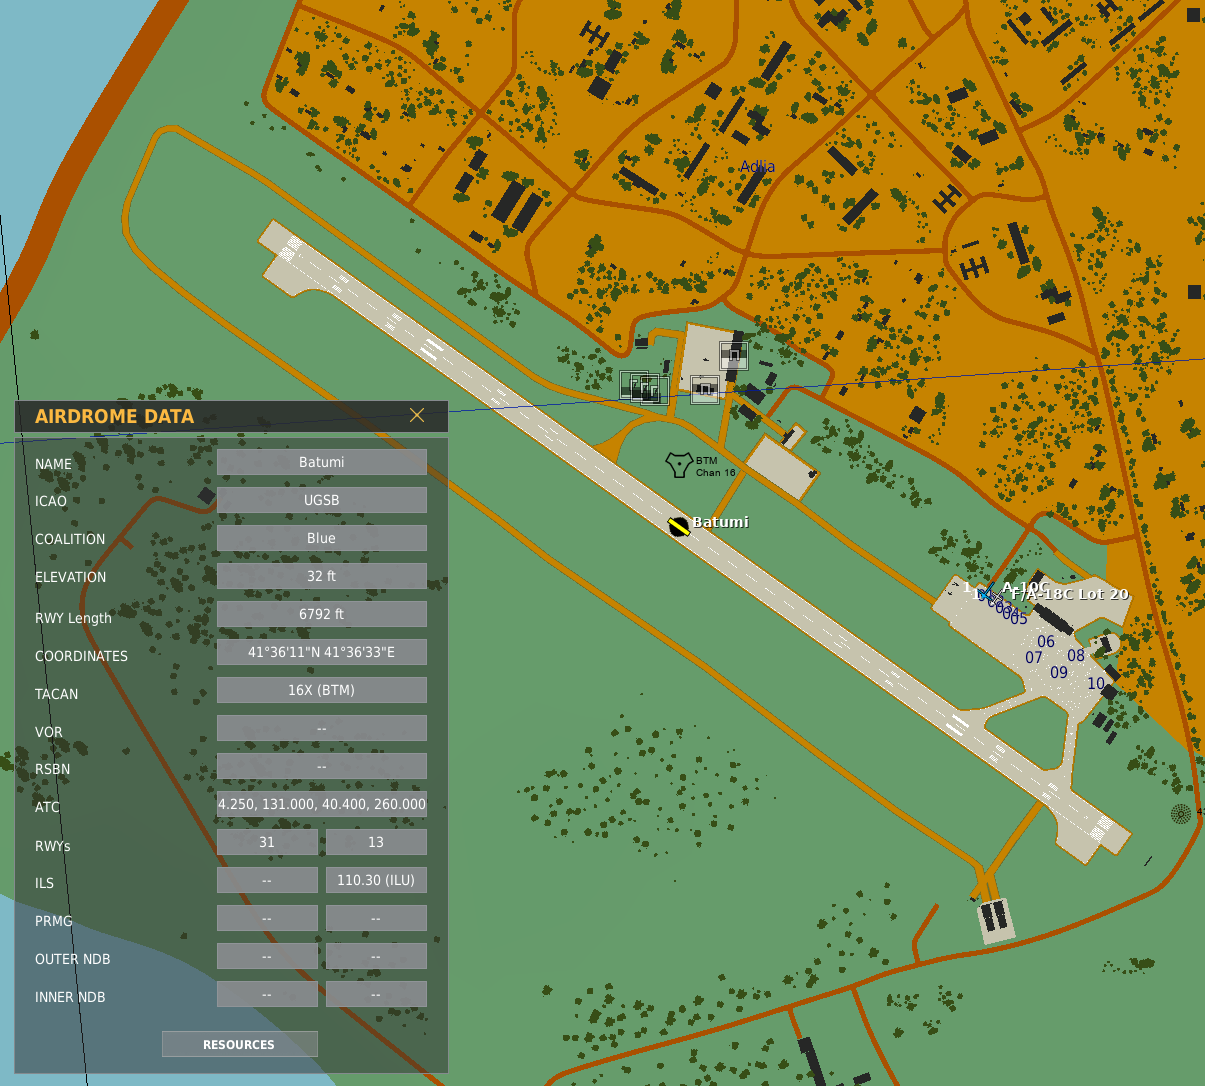 Adlia
AIRDROME DATA
NAME Batumi
ICAO UGSB
COALITION Blue
ELEVATION 32 ft
RWY Length 6792 ft
COORDINATES 41°36'11"N 41°36'33"E
TACAN 16X (BTM)
VOR --
RSBN --
ATC 4.250, 131.000, 40.400, 260.000
RWYs 31 13
ILS -- 110.30 (ILU)
PRMG -- --
OUTER NDB -- --
INNER NDB -- --
RESOURCES
BTM
Chan 16
Batumi
A-10C
F/A-18C Lot 20
05
06
07 08
09
10